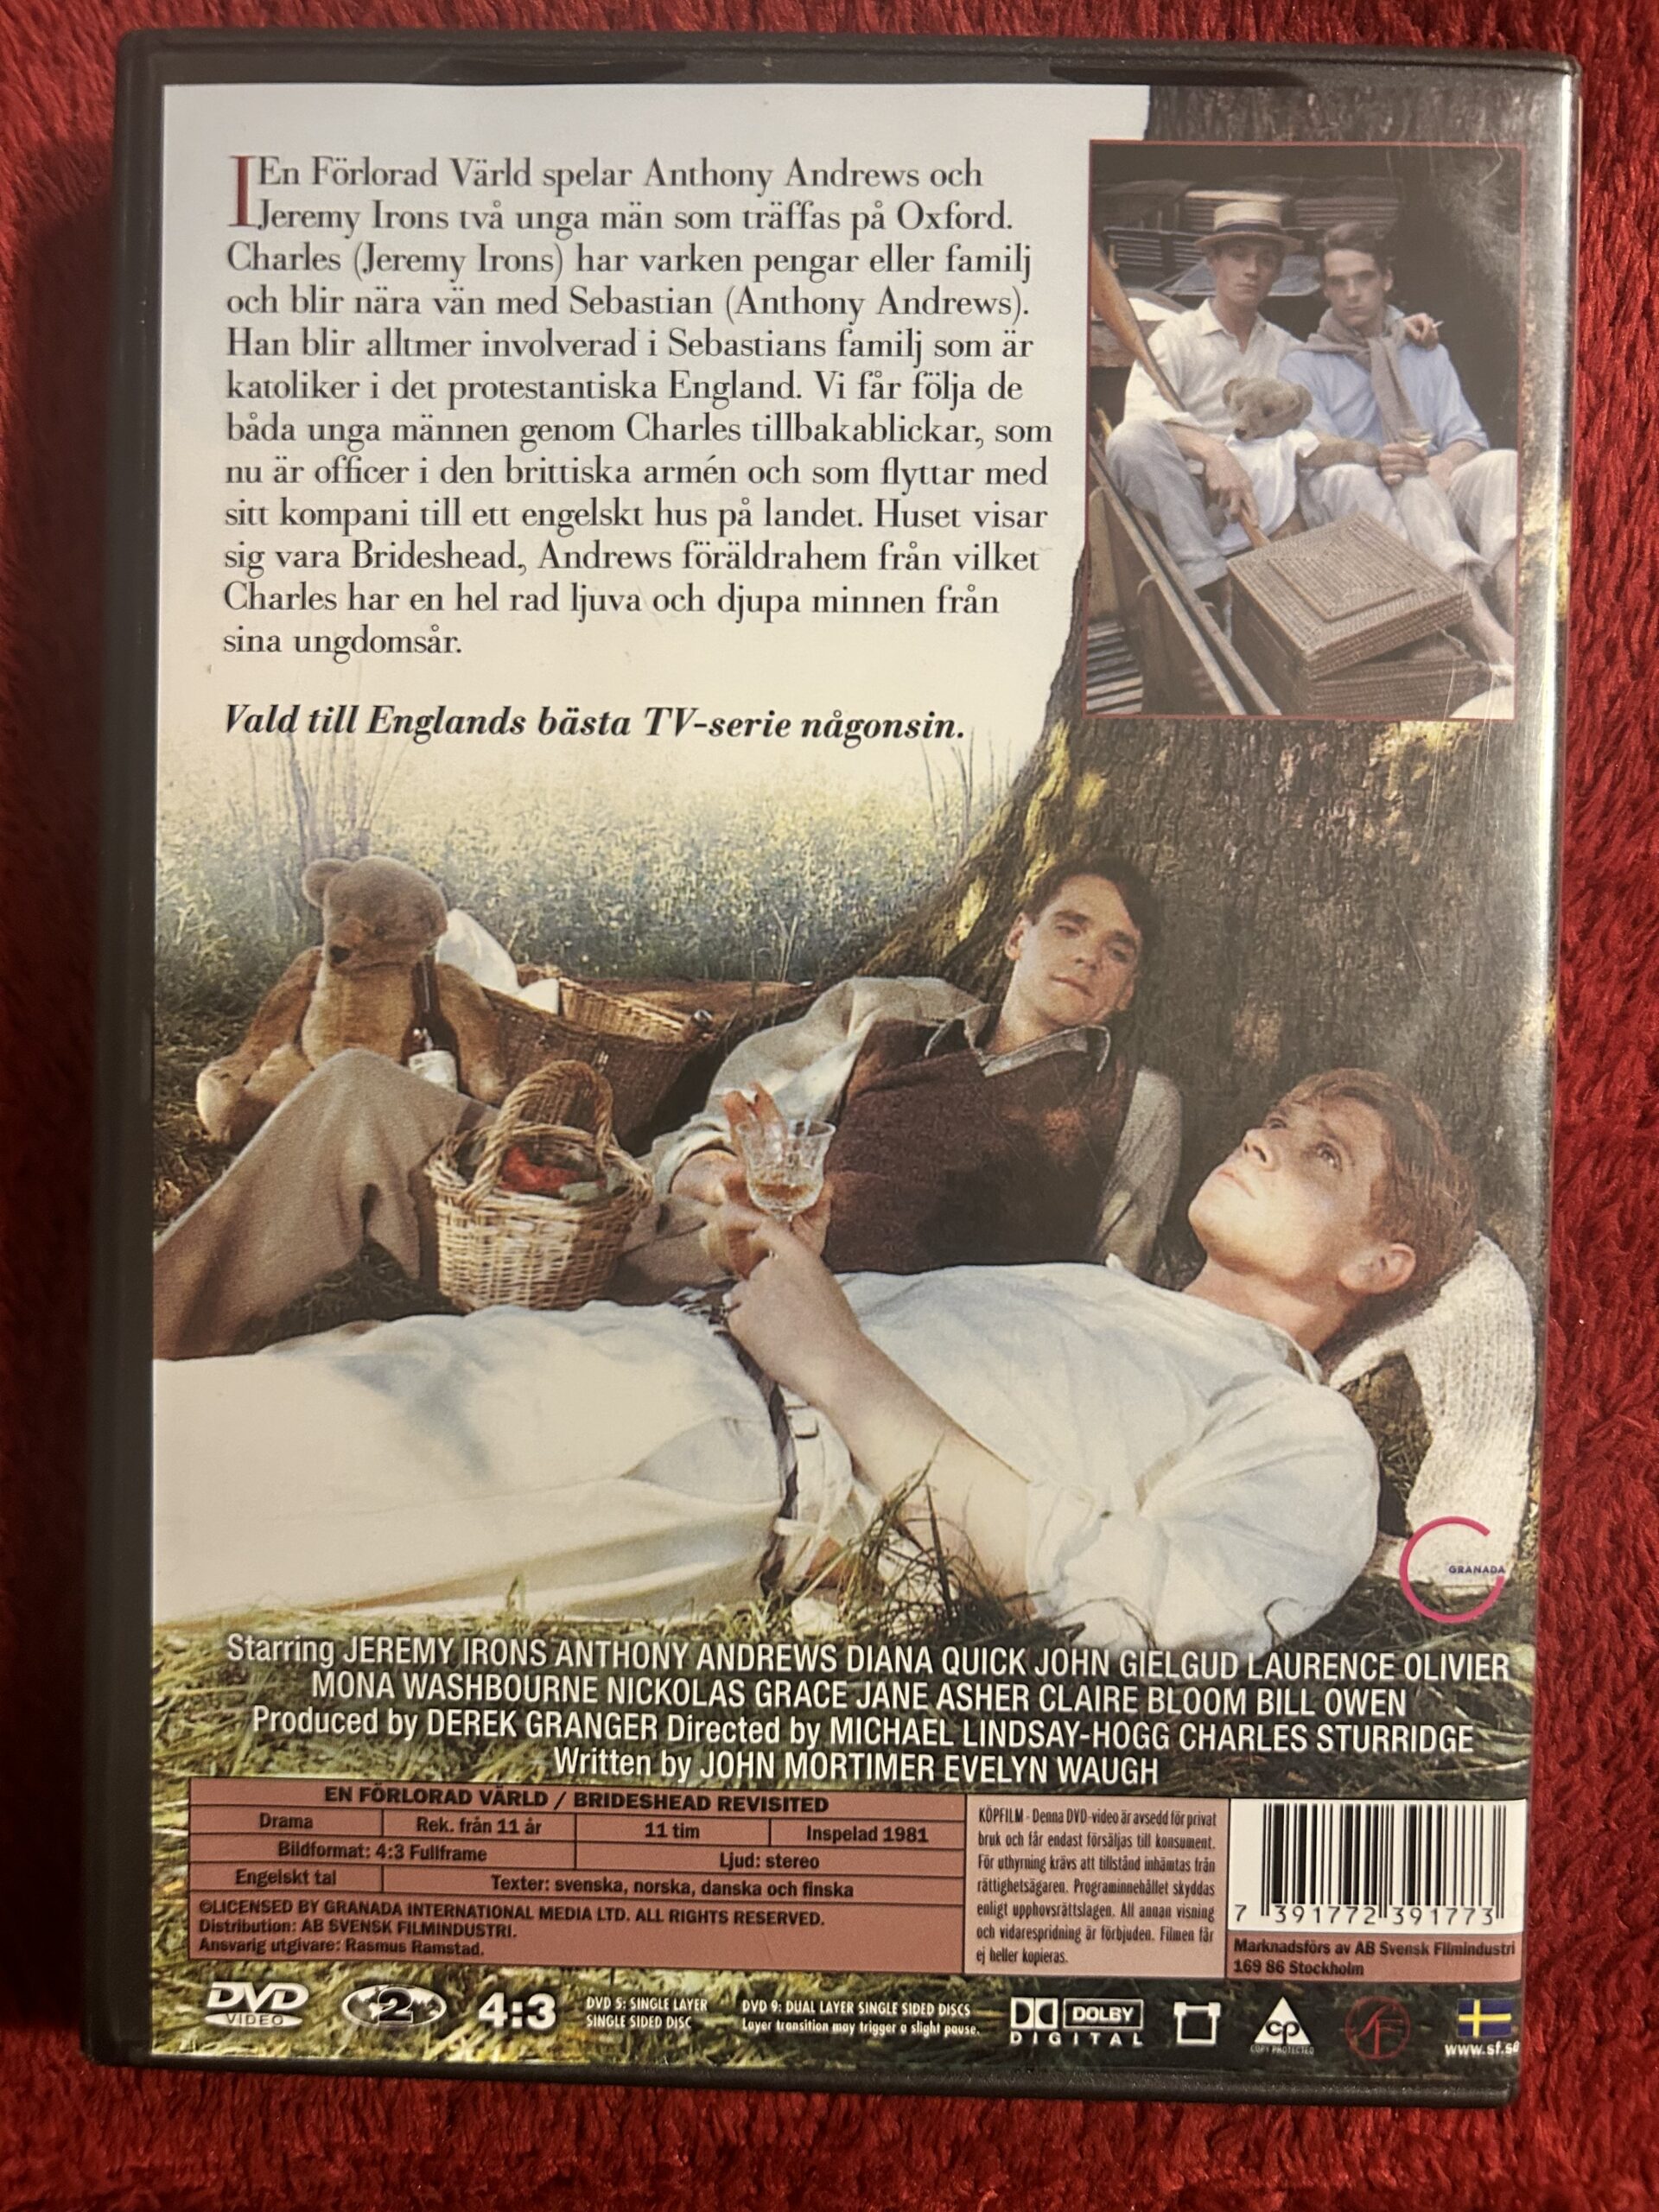 I En Förlorad Värld spelar Anthony Andrews och
Jeremy Irons två unga män som träffas på Oxford.
Charles (Jeremy Irons) har varken pengar eller familj
och blir nära vän med Sebastian (Anthony Andrews).
Han blir alltmer involverad i Sebastians familj som är
katoliker i det protestantiska England. Vi får följa de
båda unga männen genom Charles tillbakablickar, som
nu är officer i den brittiska armén och som flyttar med
sitt kompani till ett engelskt hus på landet. Huset visar
sig vara Brideshead, Andrews föräldrahem från vilket
Charles har en hel rad ljuva och djupa minnen från
sina ungdomsår.
Vald till Englands bästa TV-serie någonsin.
GRANADA
Starring JEREMY IRONS ANTHONY ANDREWS DIANA QUICK JOHN GIELGUD LAURENCE OLIVIER
MONA WASHBOURNE NICKOLAS GRACE JANE ASHER CLAIRE BLOOM BILL OWEN
Produced by DEREK GRANGER Directed by MICHAEL LINDSAY-HOGG CHARLES STURRIDGE
Written by JOHN MORTIMER EVELYN WAUGH
EN FÖRLORAD VÄRLD / BRIDESHEAD REVISITED
Drama Rek. från 11 år 11 tim Inspelad 1981
Bildformat: 4:3 Fullframe Ljud: stereo
Engelskt tal Texter: svenska, norska, danska och finska
©LICENSED BY GRANADA INTERNATIONAL MEDIA LTD. ALL RIGHTS RESERVED.
Distribution: AB SVENSK FILMINDUSTRI.
Ansvarig utgivare: Rasmus Ramstad.
KÖPFILM - Denna DVD-video är avsedd för privat
bruk och får endast försäljas till konsument.
För uthyrning krävs att tillstånd inhämtas från
rättighetsägaren. Programinnehållet skyddas
enligt upphovsrättslagen. All annan visning
och vidarespridning är förbjuden. Filmen får
ej heller kopieras.
7 391772 391773
Marknadsförs av AB Svensk Filmindustri
169 86 Stockholm
DVD VIDEO
2
4:3
DVD 5: SINGLE LAYER
SINGLE SIDED DISC
DVD 9: DUAL LAYER SINGLE SIDED DISCS
Layer transition may trigger a slight pause.
DOLBY
DIGITAL
cp
COPY PROTECTED
SF
www.sf.se